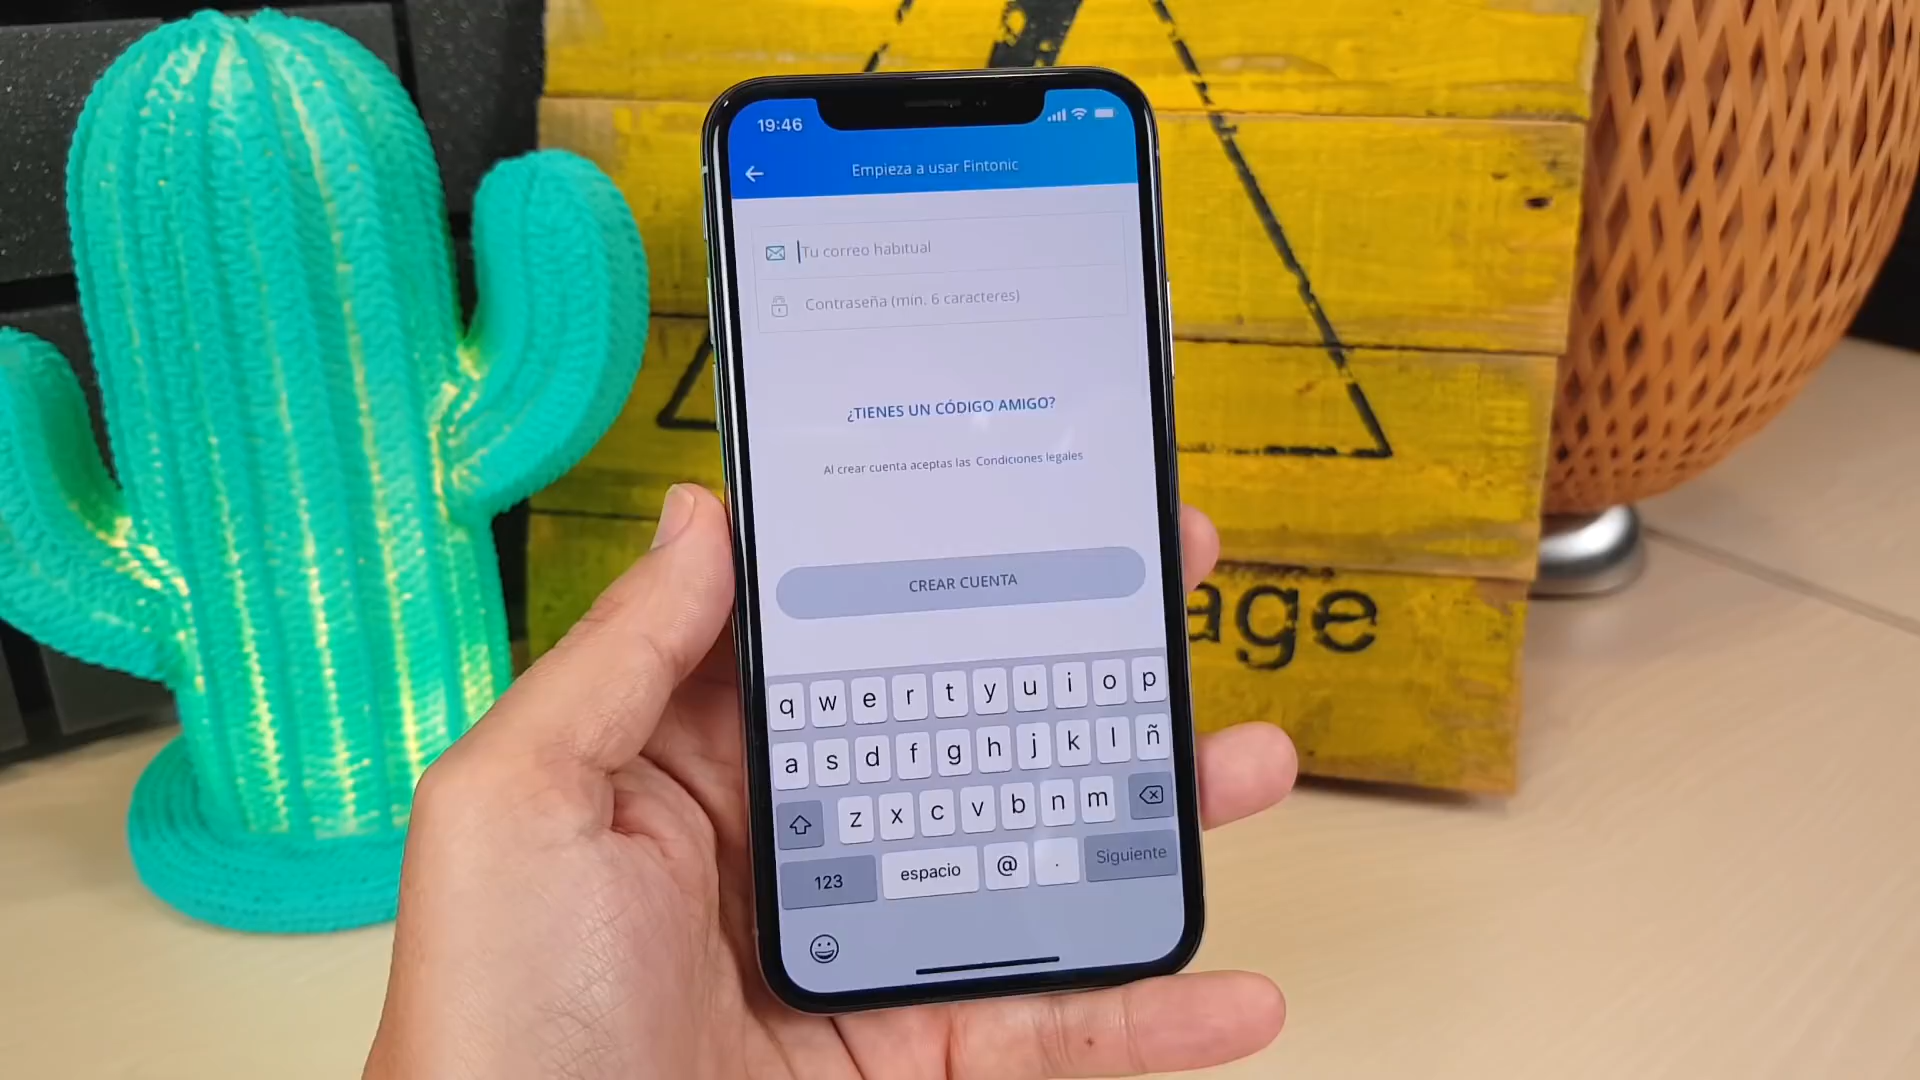 19:46
Empieza a usar Fintonic
Tu correo habitual
Contraseña (mín. 6 caracteres)
¿TIENES UN CÓDIGO AMIGO?
Al crear cuenta aceptas las Condiciones legales
CREAR CUENTA
age
q w e r t y u i o p
a s d f g h j k l ñ
z x c v b n m
123 espacio @ . Siguiente